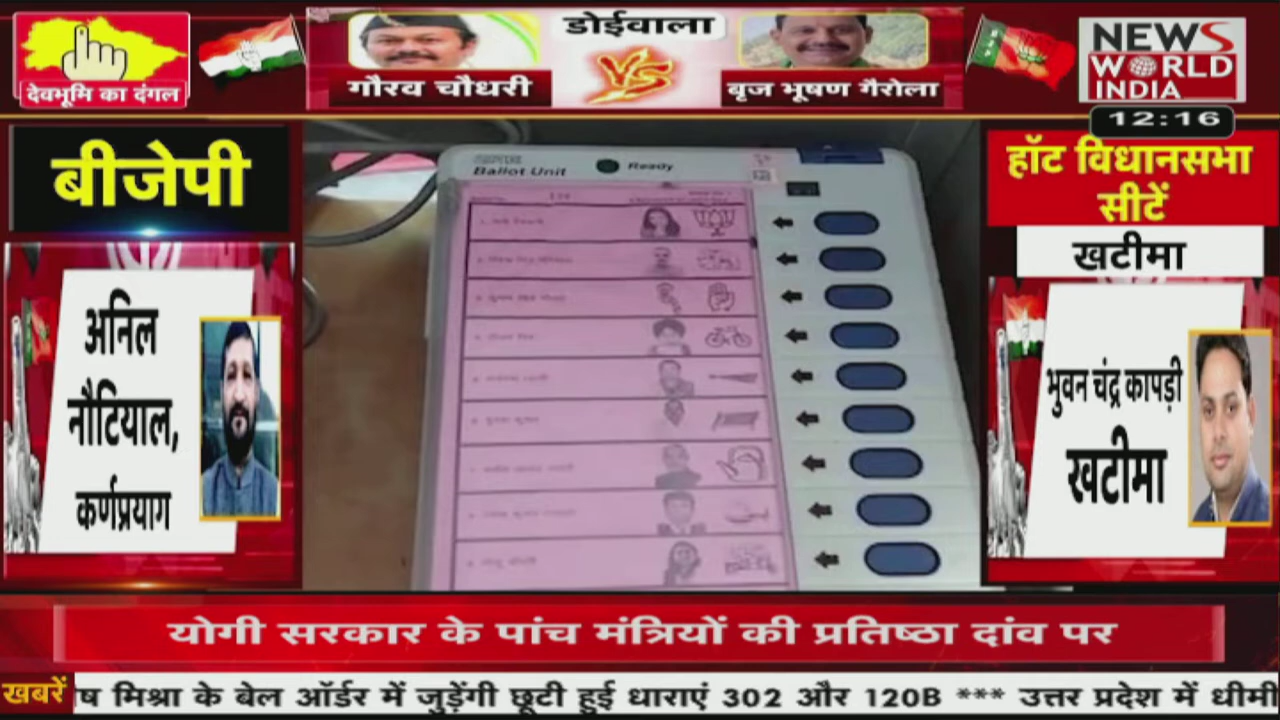 देवभूमि का दंगल
गौरव चौधरी
डोईवाला
VS
बृज भूषण गैरोला
NEWS
WORLD
INDIA
12:16
बीजेपी
अनिल
नौटियाल,
कर्णप्रयाग
Ballot Unit
Ready
हॉट विधानसभा
सीटें
खटीमा
भुवन चंद्र कापड़ी
खटीमा
योगी सरकार के पांच मंत्रियों की प्रतिष्ठा दांव पर
खबरें
ष मिश्रा के बेल ऑर्डर में जुड़ेंगी छूटी हुई धाराएं 302 और 120B *** उत्तर प्रदेश में धीमी